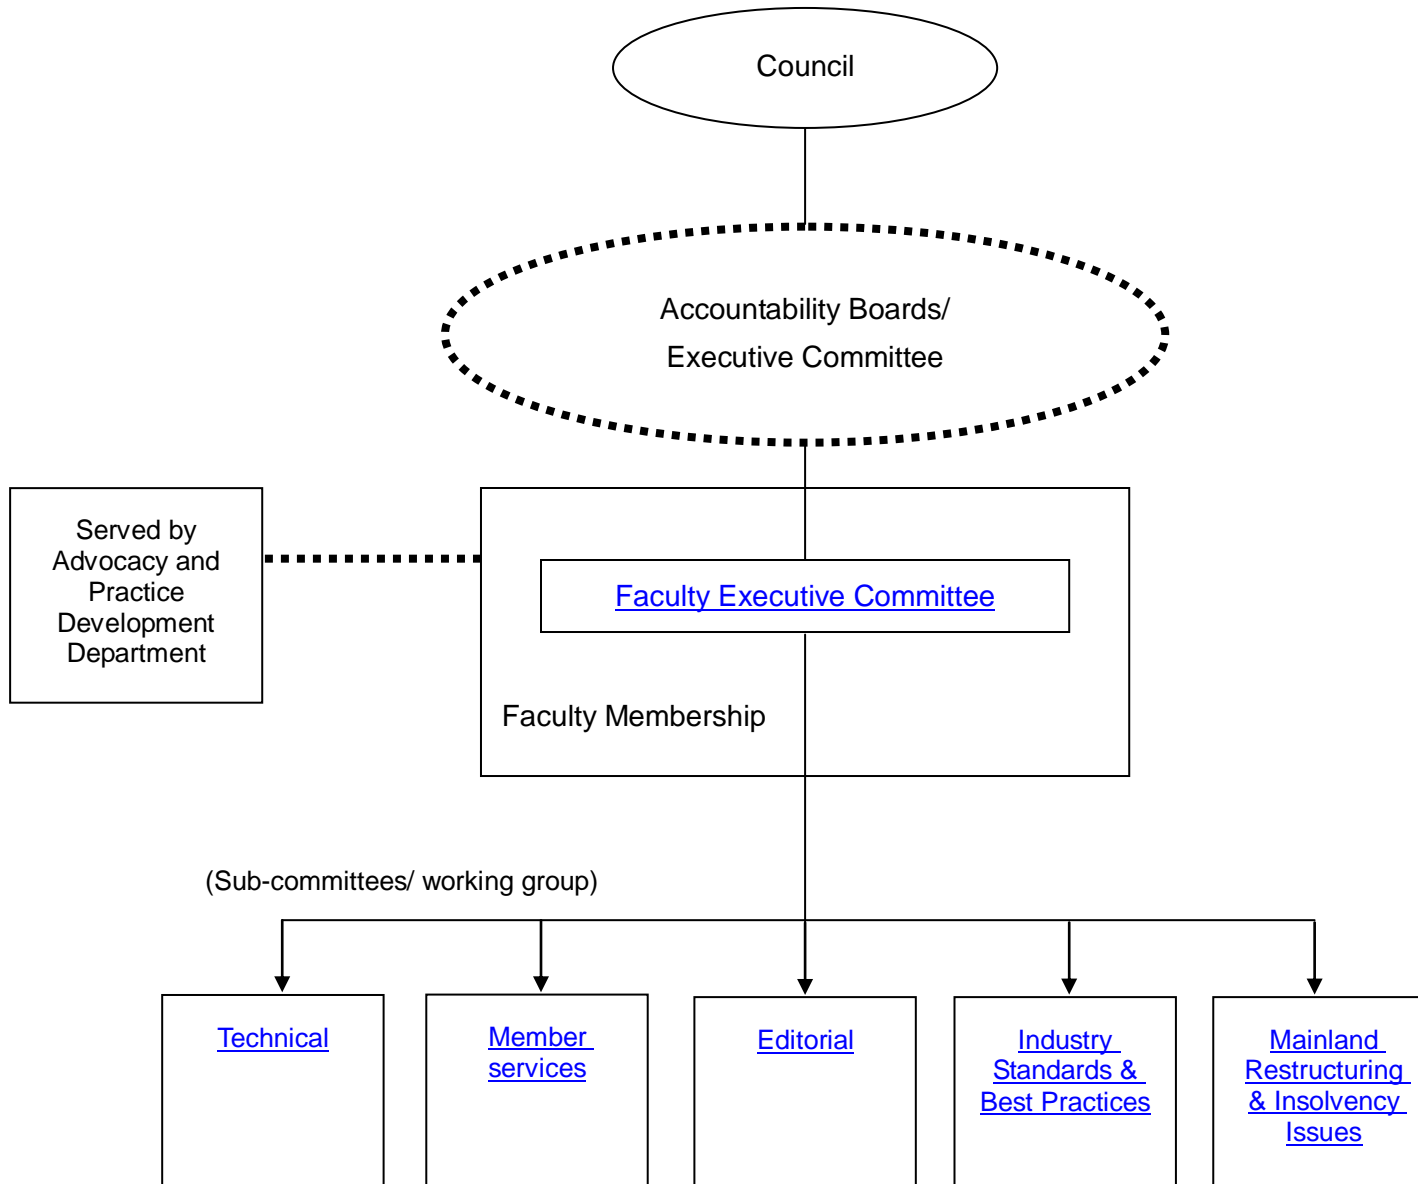 Council
Accountability Boards/
Executive Committee
Served by
Advocacy and
Practice
Development
Department
Faculty Executive Committee
Faculty Membership
(Sub-committees/ working group)
Technical
Member
services
Editorial
Industry
Standards &
Best Practices
Mainland
Restructuring
& Insolvency
Issues